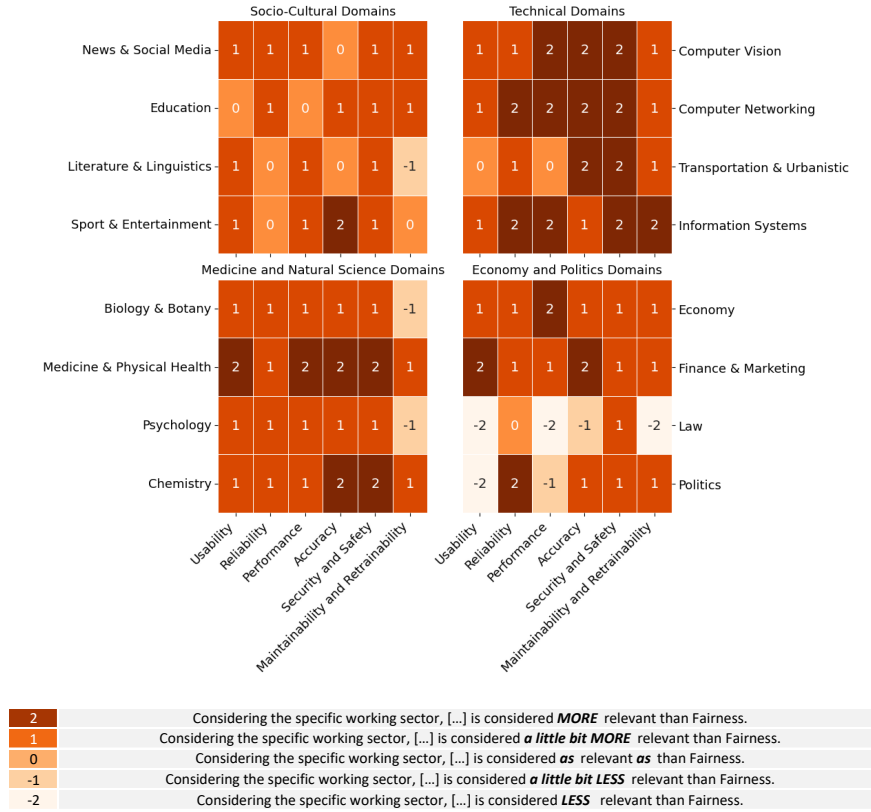 Socio-Cultural Domains Technical Domains
News & Social Media 1 1 1 0 1 1 1 1 2 2 2 1 Computer Vision
Education 0 1 0 1 1 1 1 2 2 2 2 1 Computer Networking
Literature & Linguistics 1 0 1 0 1 -1 0 1 0 2 2 1 Transportation & Urbanistic
Sport & Entertainment 1 0 1 2 1 0 1 2 2 1 2 2 Information Systems
Medicine and Natural Science Domains Economy and Politics Domains
Biology & Botany 1 1 1 1 1 -1 1 1 2 1 1 1 Economy
Medicine & Physical Health 2 1 2 2 2 1 2 1 1 2 1 1 Finance & Marketing
Psychology 1 1 1 1 1 -1 -2 0 -2 -1 1 -2 Law
Chemistry 1 1 1 2 2 1 -2 2 -1 1 1 1 Politics
Usability
Reliability
Performance
Accuracy
Security and Safety
Maintainability and Retrainability
Usability
Reliability
Performance
Accuracy
Security and Safety
Maintainability and Retrainability
2 Considering the specific working sector, […] is considered MORE relevant than Fairness.
1 Considering the specific working sector, […] is considered a little bit MORE relevant than Fairness.
0 Considering the specific working sector, […] is considered as relevant as than Fairness.
-1 Considering the specific working sector, […] is considered a little bit LESS relevant than Fairness.
-2 Considering the specific working sector, […] is considered LESS relevant than Fairness.